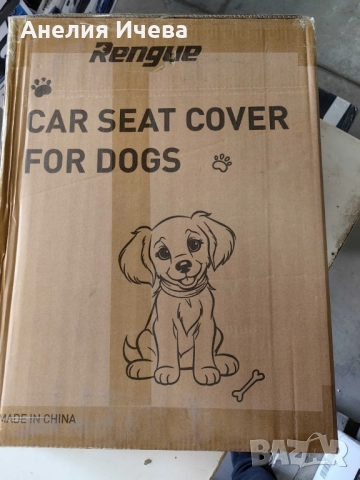 Анелия Ичева
Rengue
CAR SEAT COVER
FOR DOGS
MADE IN CHINA
BAZAR